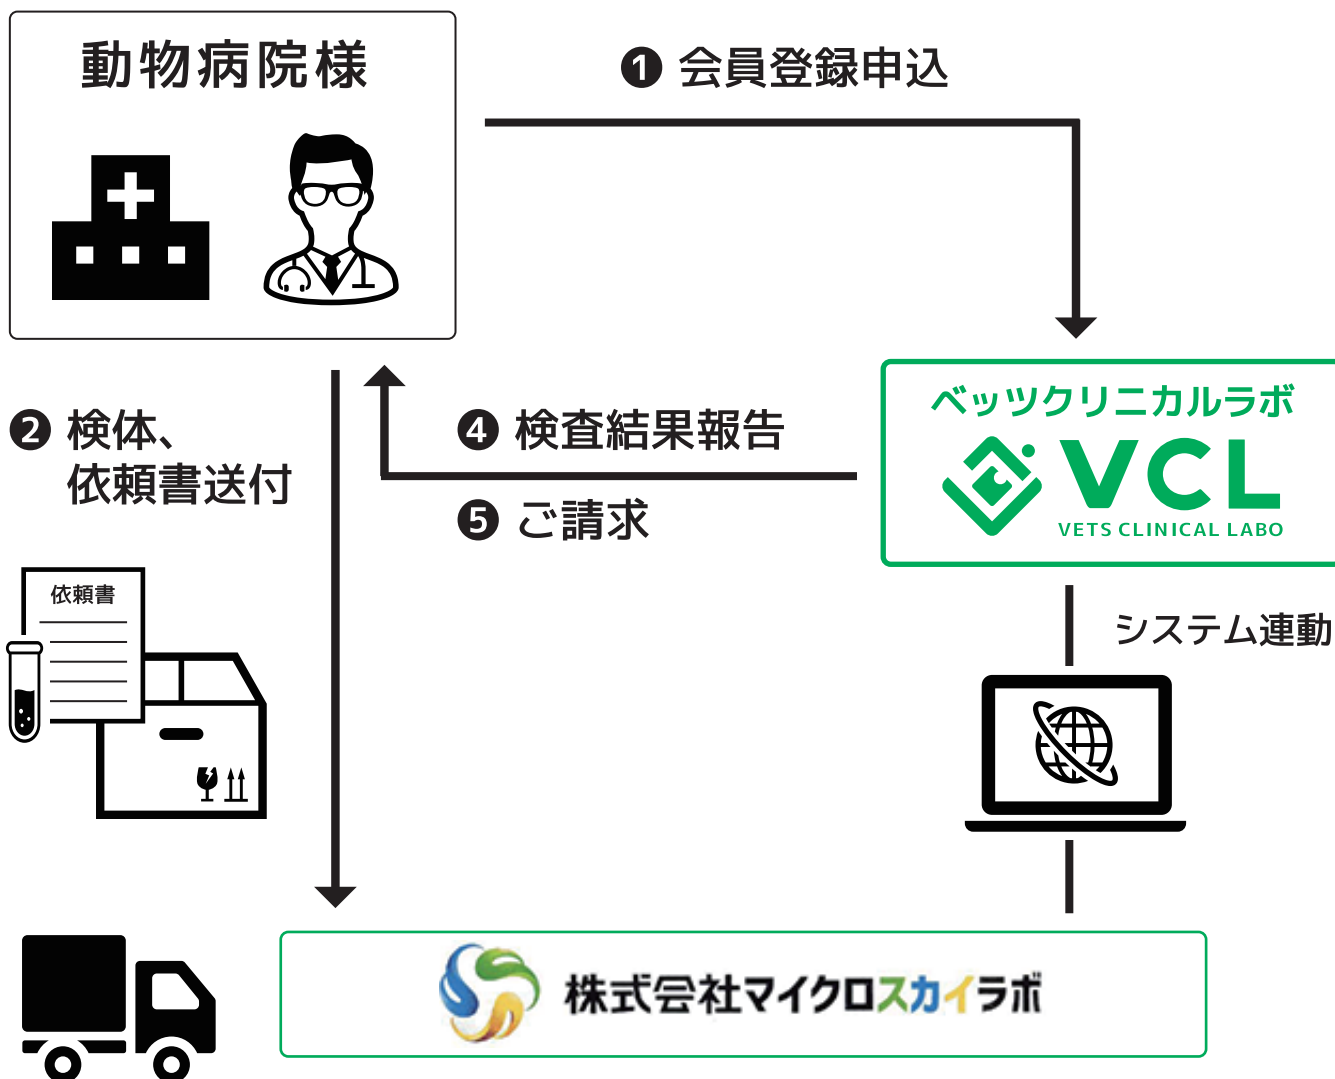 動物病院様
❶ 会員登録申込
❷ 検体、
依頼書送付
❹ 検査結果報告
❺ ご請求
ベッツクリニカルラボ
VCL
VETS CLINICAL LABO
依頼書
システム連動
株式会社マイクロスカイラボ